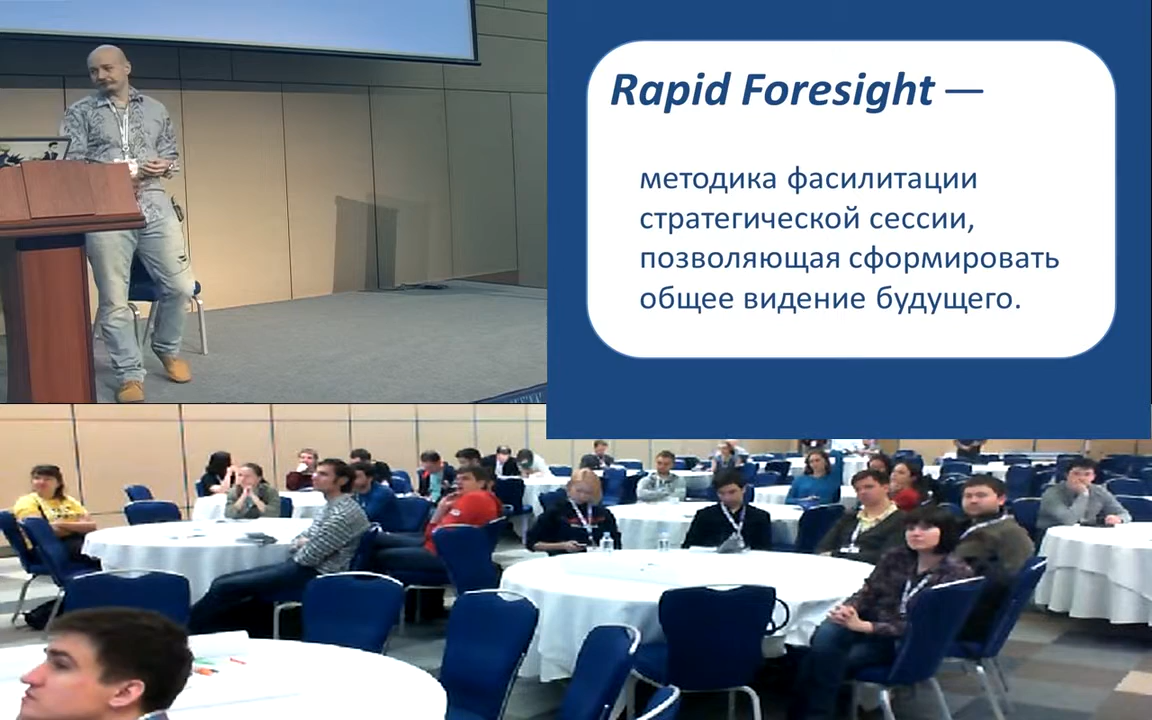 Rapid Foresight —
методика фасилитации
стратегической сессии,
позволяющая сформировать
общее видение будущего.